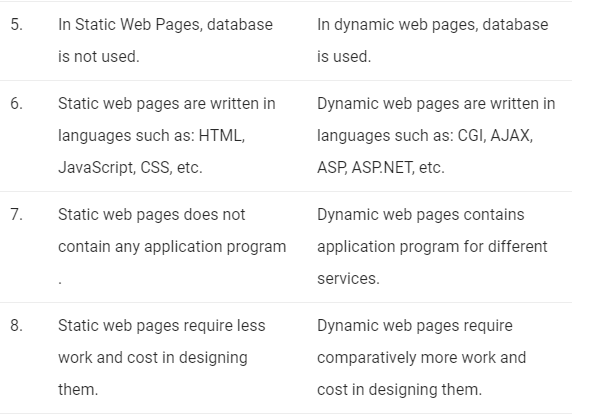 5. In Static Web Pages, database In dynamic web pages, database
is not used. is used.
6. Static web pages are written in Dynamic web pages are written in
languages such as: HTML, languages such as: CGI, AJAX,
JavaScript, CSS, etc. ASP, ASP.NET, etc.
7. Static web pages does not Dynamic web pages contains
contain any application program application program for different
. services.
8. Static web pages require less Dynamic web pages require
work and cost in designing comparatively more work and
them. cost in designing them.